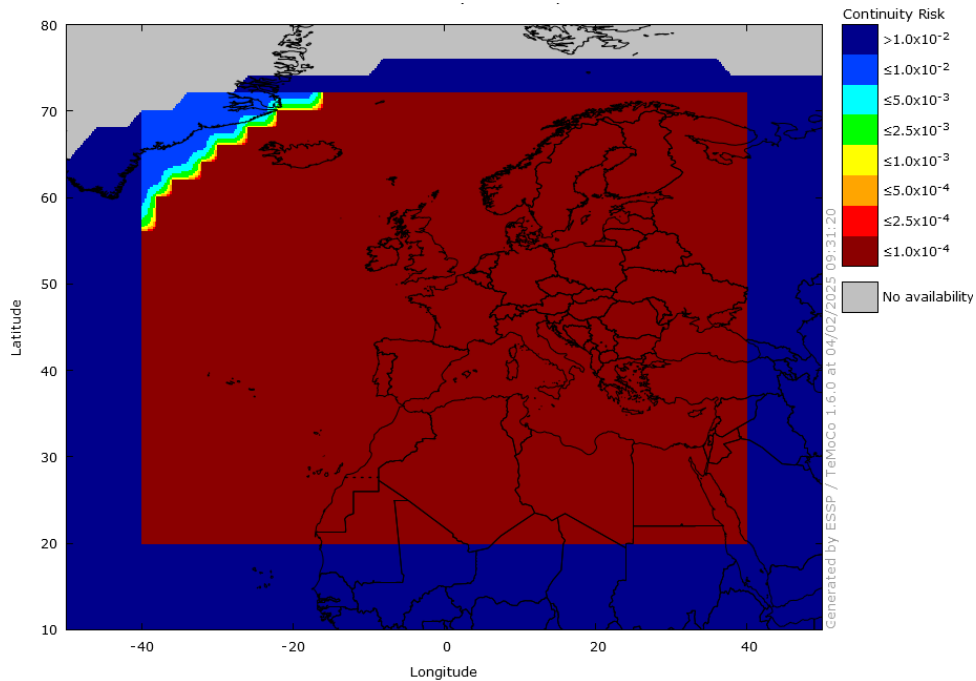 Continuity Risk
>1.0x10⁻²
≤1.0x10⁻²
≤5.0x10⁻³
≤2.5x10⁻³
≤1.0x10⁻³
≤5.0x10⁻⁴
≤2.5x10⁻⁴
≤1.0x10⁻⁴
No availability
80
70
60
50
40
30
20
10
Latitude
-40
-20
0
20
40
Longitude
Generated by ESSP / TeMoCo 1.6.0 at 04/02/2025 09:31:20